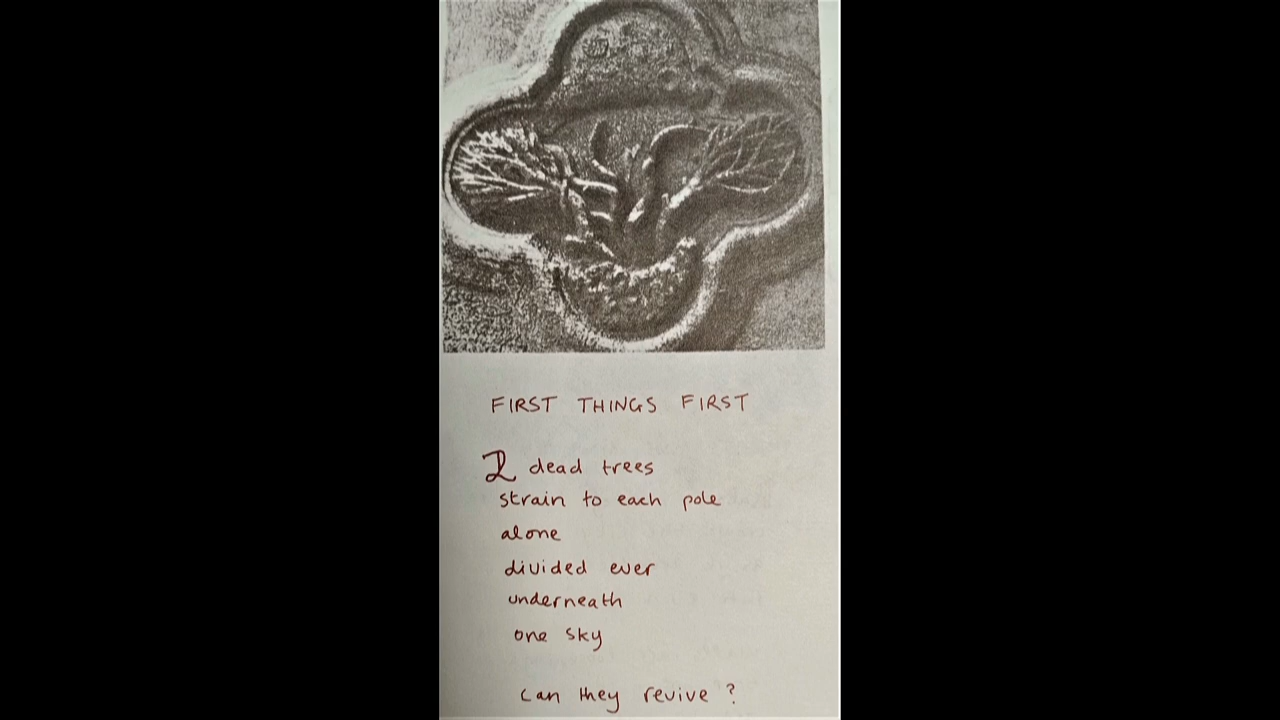 FIRST THINGS FIRST
2 dead trees
strain to each pole
alone
divided ever
underneath
one sky
can they revive ?